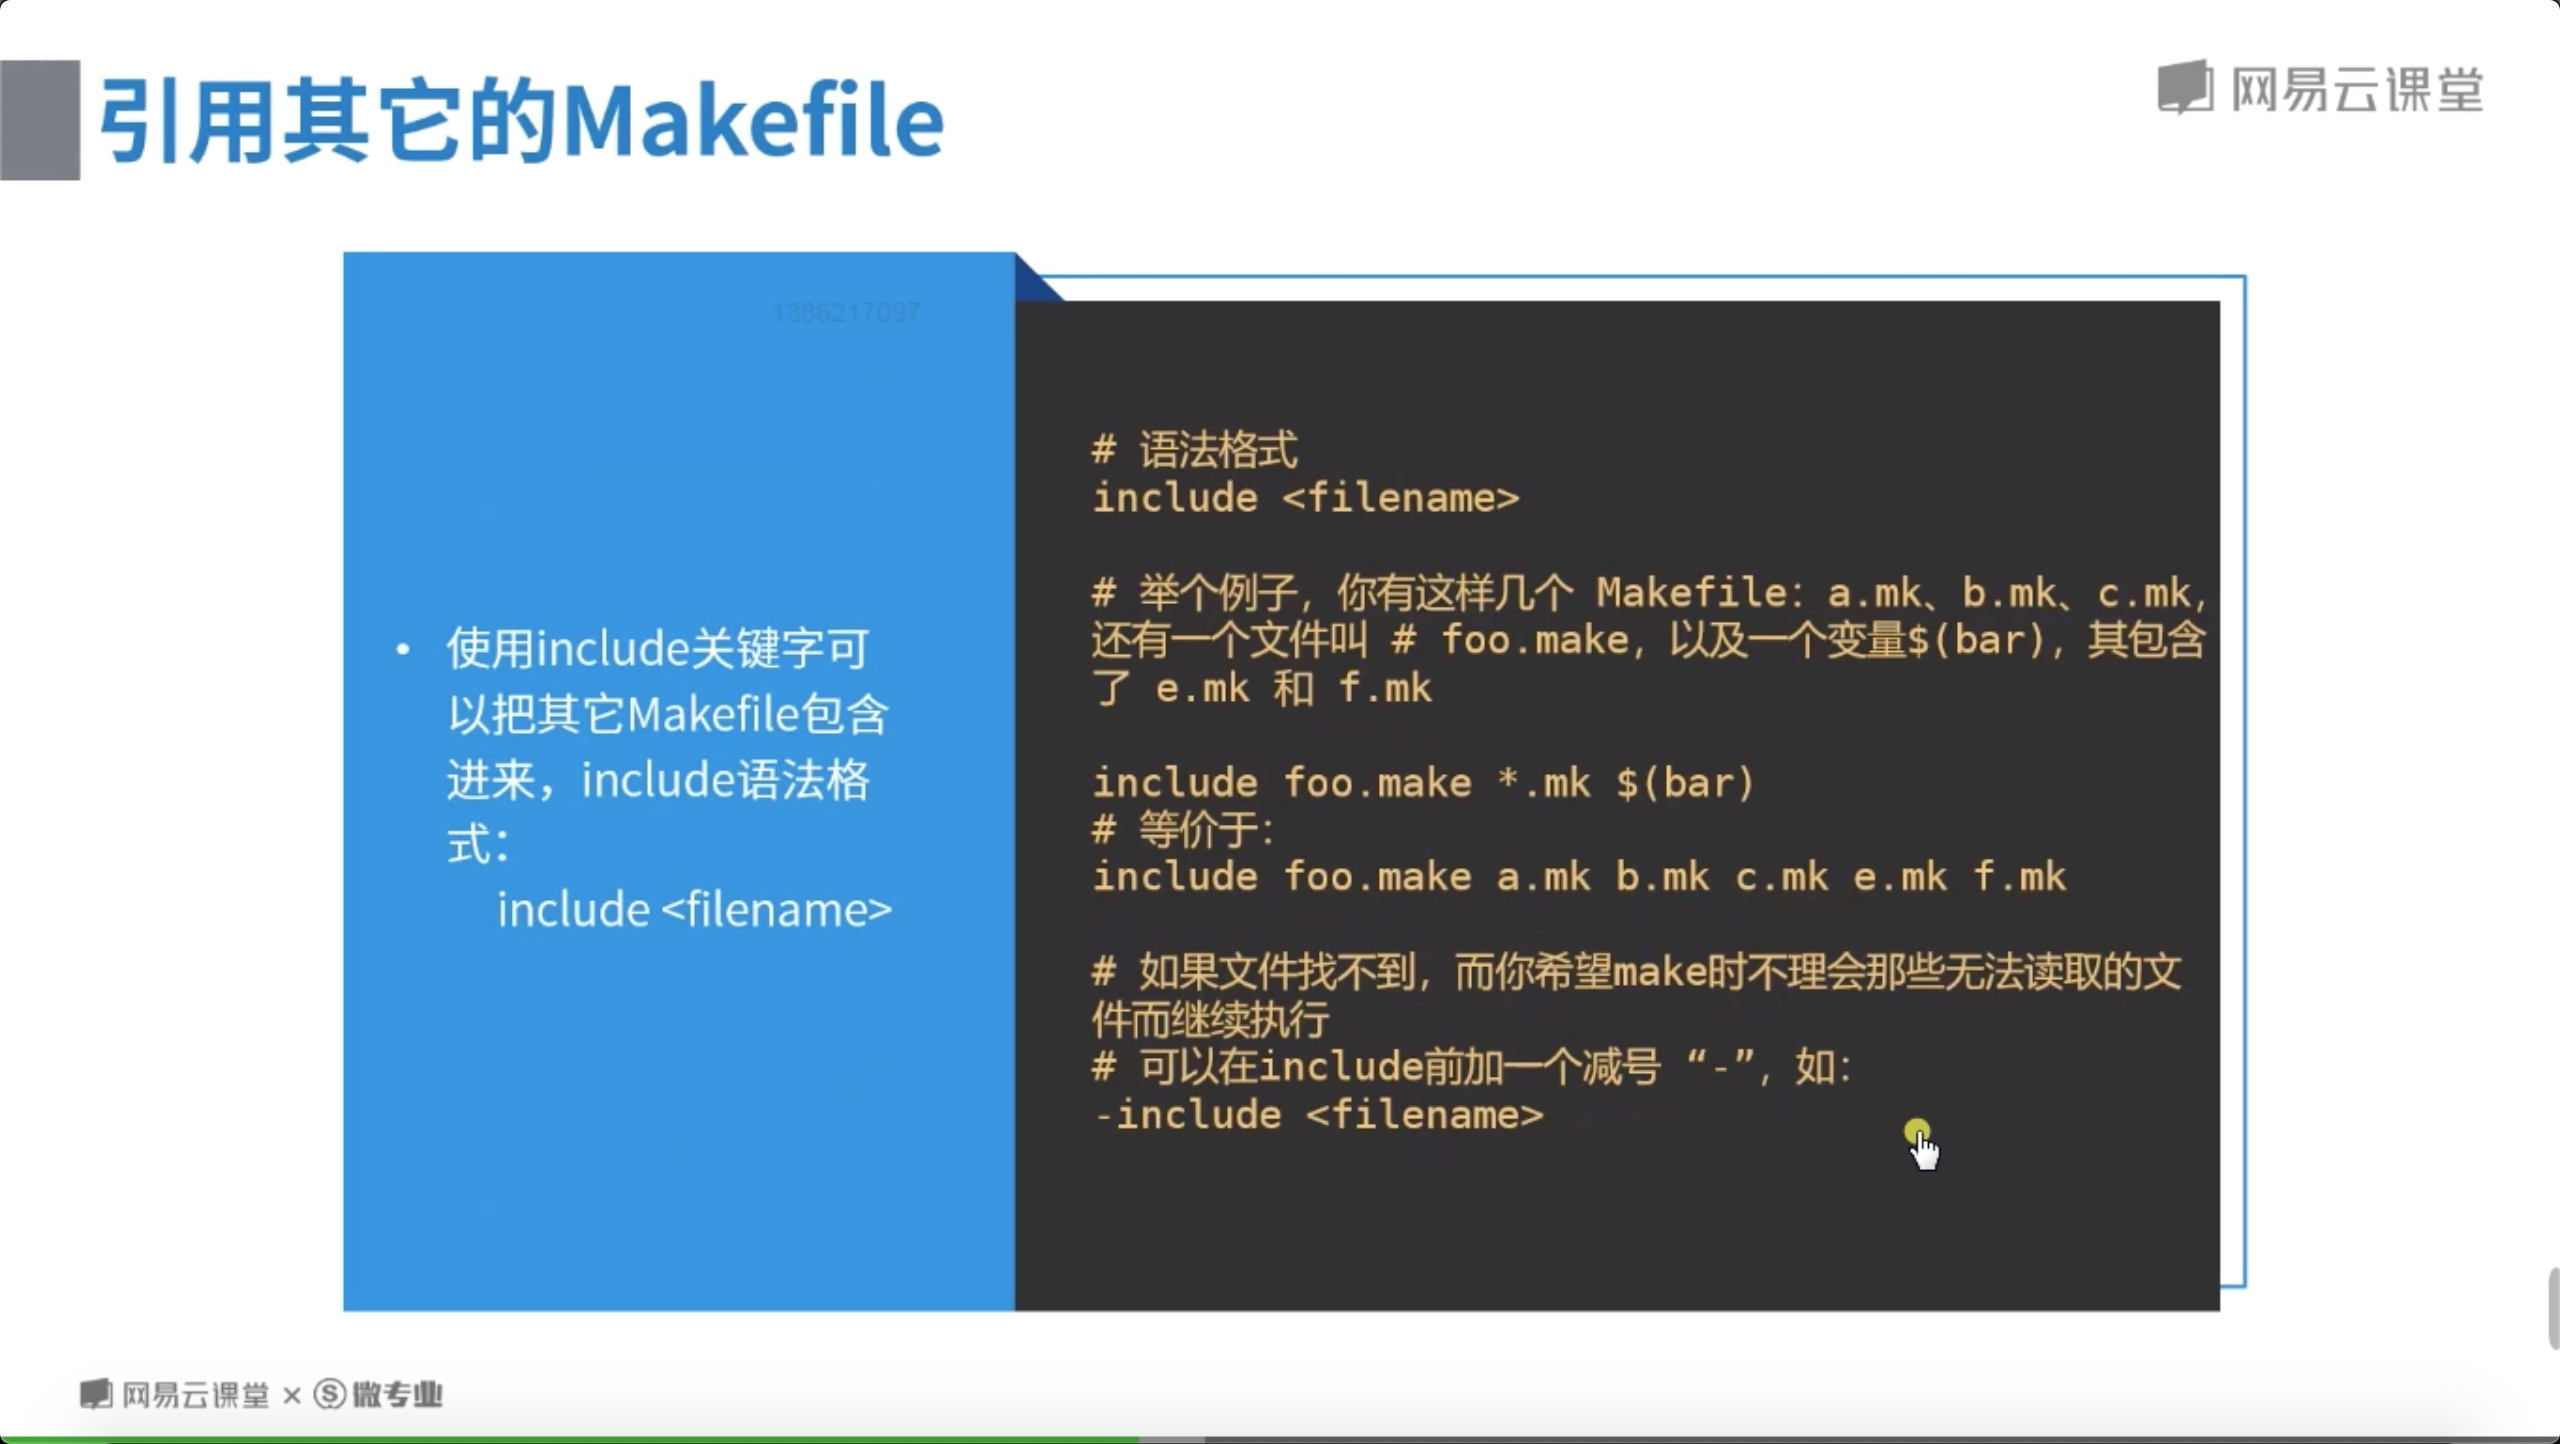 引用其它的Makefile
网易云课堂
1386217097
• 使用include关键字可
以把其它Makefile包含
进来，include语法格
式：
include <filename>
# 语法格式
include <filename>
# 举个例子，你有这样几个 Makefile：a.mk、b.mk、c.mk，
还有一个文件叫 # foo.make，以及一个变量$(bar)，其包含
了 e.mk 和 f.mk
include foo.make *.mk $(bar)
# 等价于：
include foo.make a.mk b.mk c.mk e.mk f.mk
# 如果文件找不到，而你希望make时不理会那些无法读取的文
件而继续执行
# 可以在include前加一个减号 “-”，如：
-include <filename>
网易云课堂 × 微专业